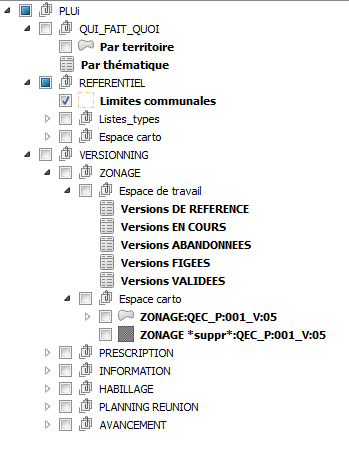 PLUi
QUI_FAIT_QUOI
Par territoire
Par thématique
REFERENTIEL
Limites communales
Listes_types
Espace carto
VERSIONNING
ZONAGE
Espace de travail
Versions DE REFERENCE
Versions EN COURS
Versions ABANDONNEES
Versions FIGEES
Versions VALIDEES
Espace carto
ZONAGE:QEC_P:001_V:05
ZONAGE *suppr*:QEC_P:001_V:05
PRESCRIPTION
INFORMATION
HABILLAGE
PLANNING REUNION
AVANCEMENT